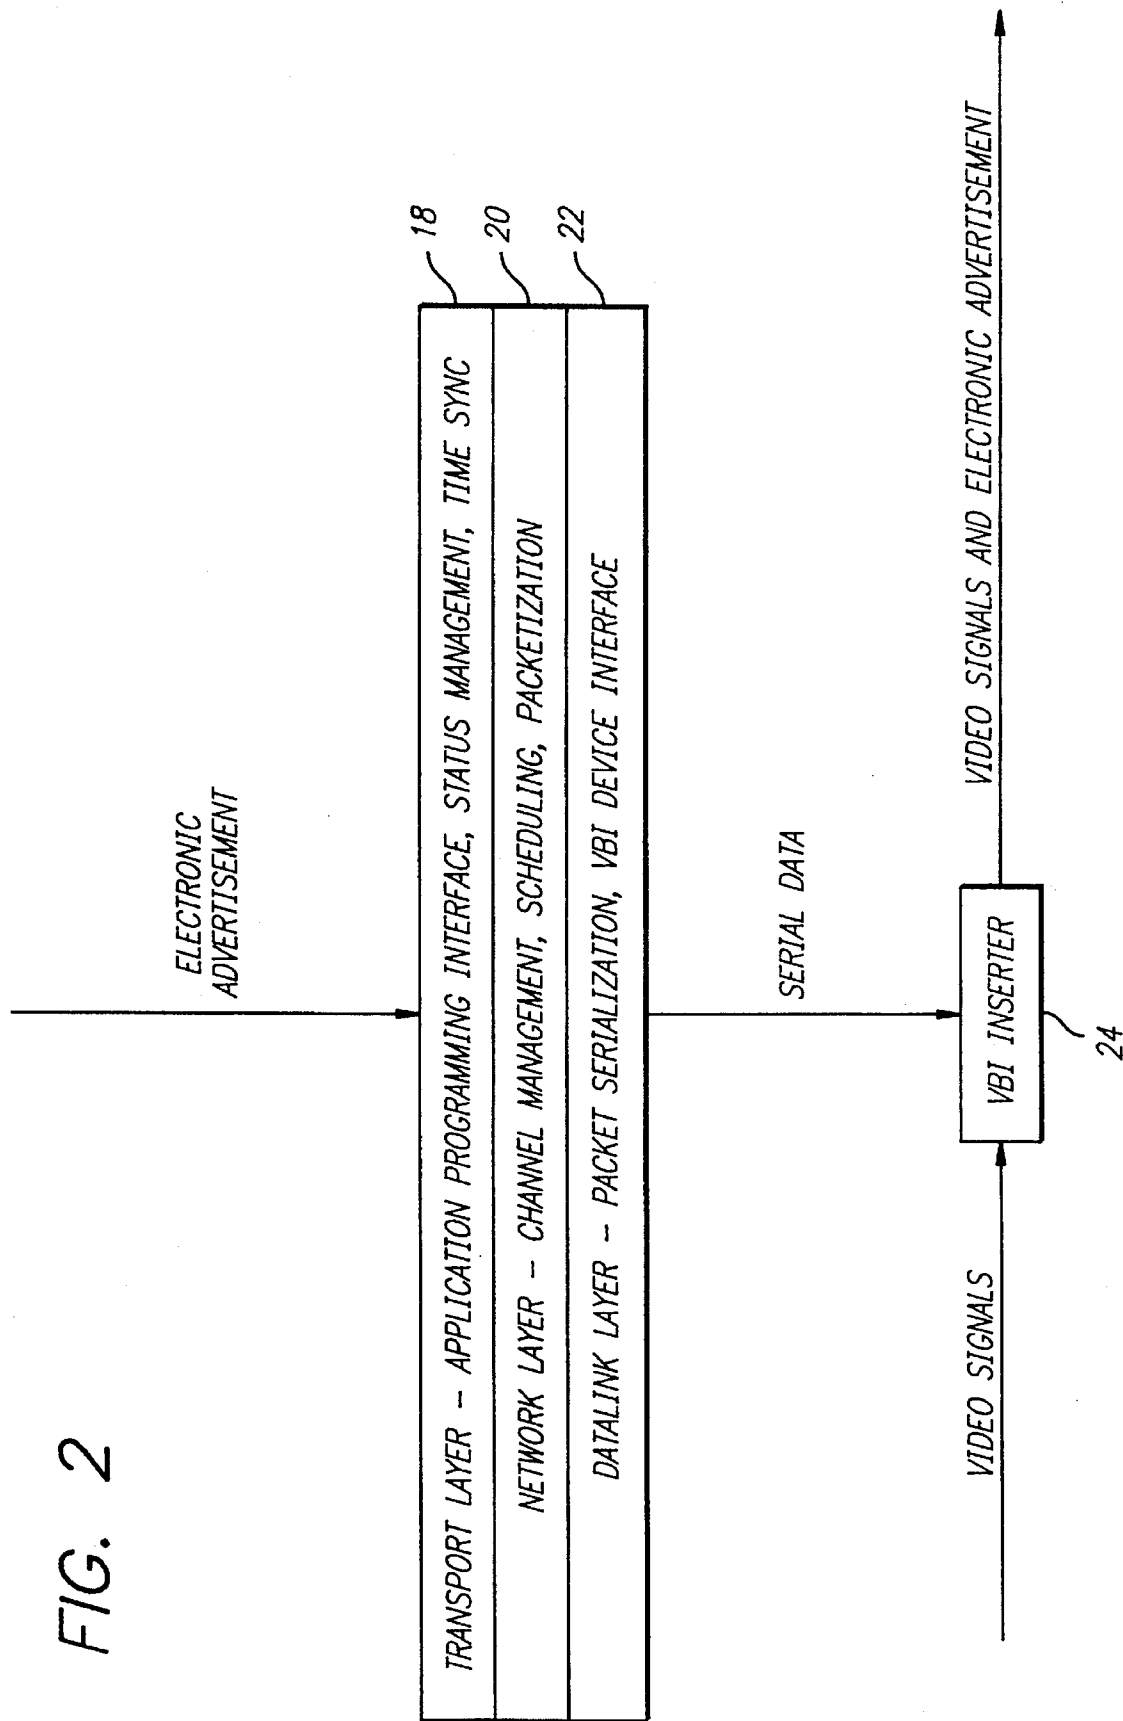 FIG. 2
ELECTRONIC
ADVERTISEMENT
TRANSPORT LAYER – APPLICATION PROGRAMMING INTERFACE, STATUS MANAGEMENT, TIME SYNC
18
NETWORK LAYER – CHANNEL MANAGEMENT, SCHEDULING, PACKETIZATION
20
DATALINK LAYER – PACKET SERIALIZATION, VBI DEVICE INTERFACE
22
SERIAL DATA
VIDEO SIGNALS
VBI INSERTER
24
VIDEO SIGNALS AND ELECTRONIC ADVERTISEMENT